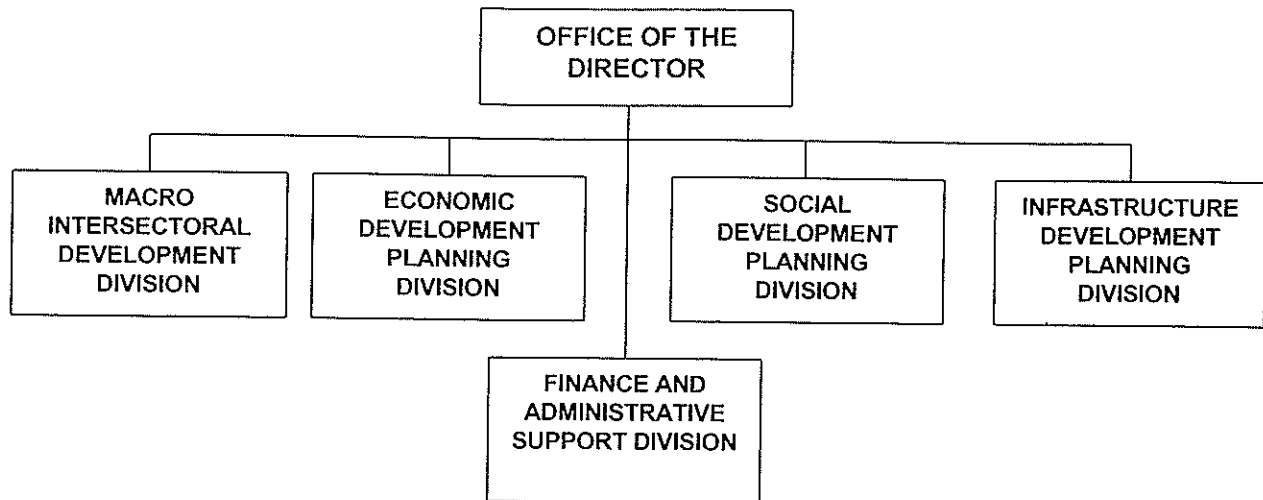 OFFICE OF THE
DIRECTOR
MACRO
INTERSECTORAL
DEVELOPMENT
DIVISION
ECONOMIC
DEVELOPMENT
PLANNING
DIVISION
SOCIAL
DEVELOPMENT
PLANNING
DIVISION
INFRASTRUCTURE
DEVELOPMENT
PLANNING
DIVISION
FINANCE AND
ADMINISTRATIVE
SUPPORT DIVISION